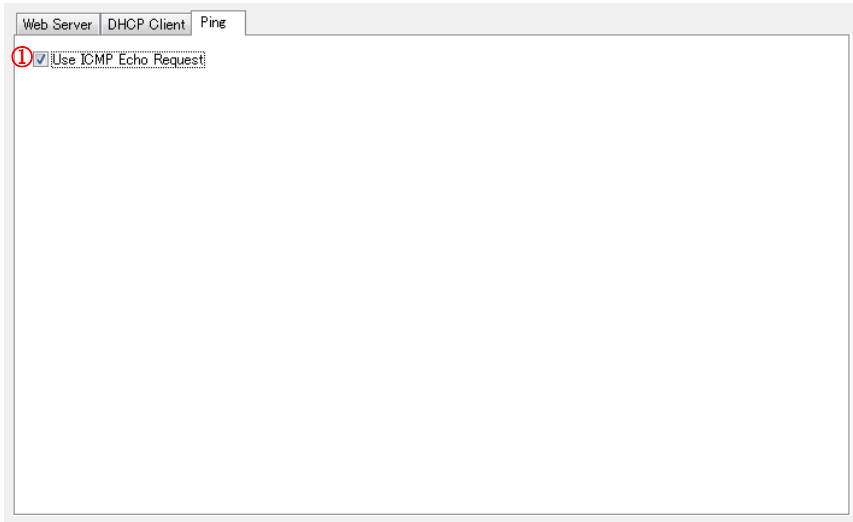 Web Server DHCP Client Ping
① Use ICMP Echo Request